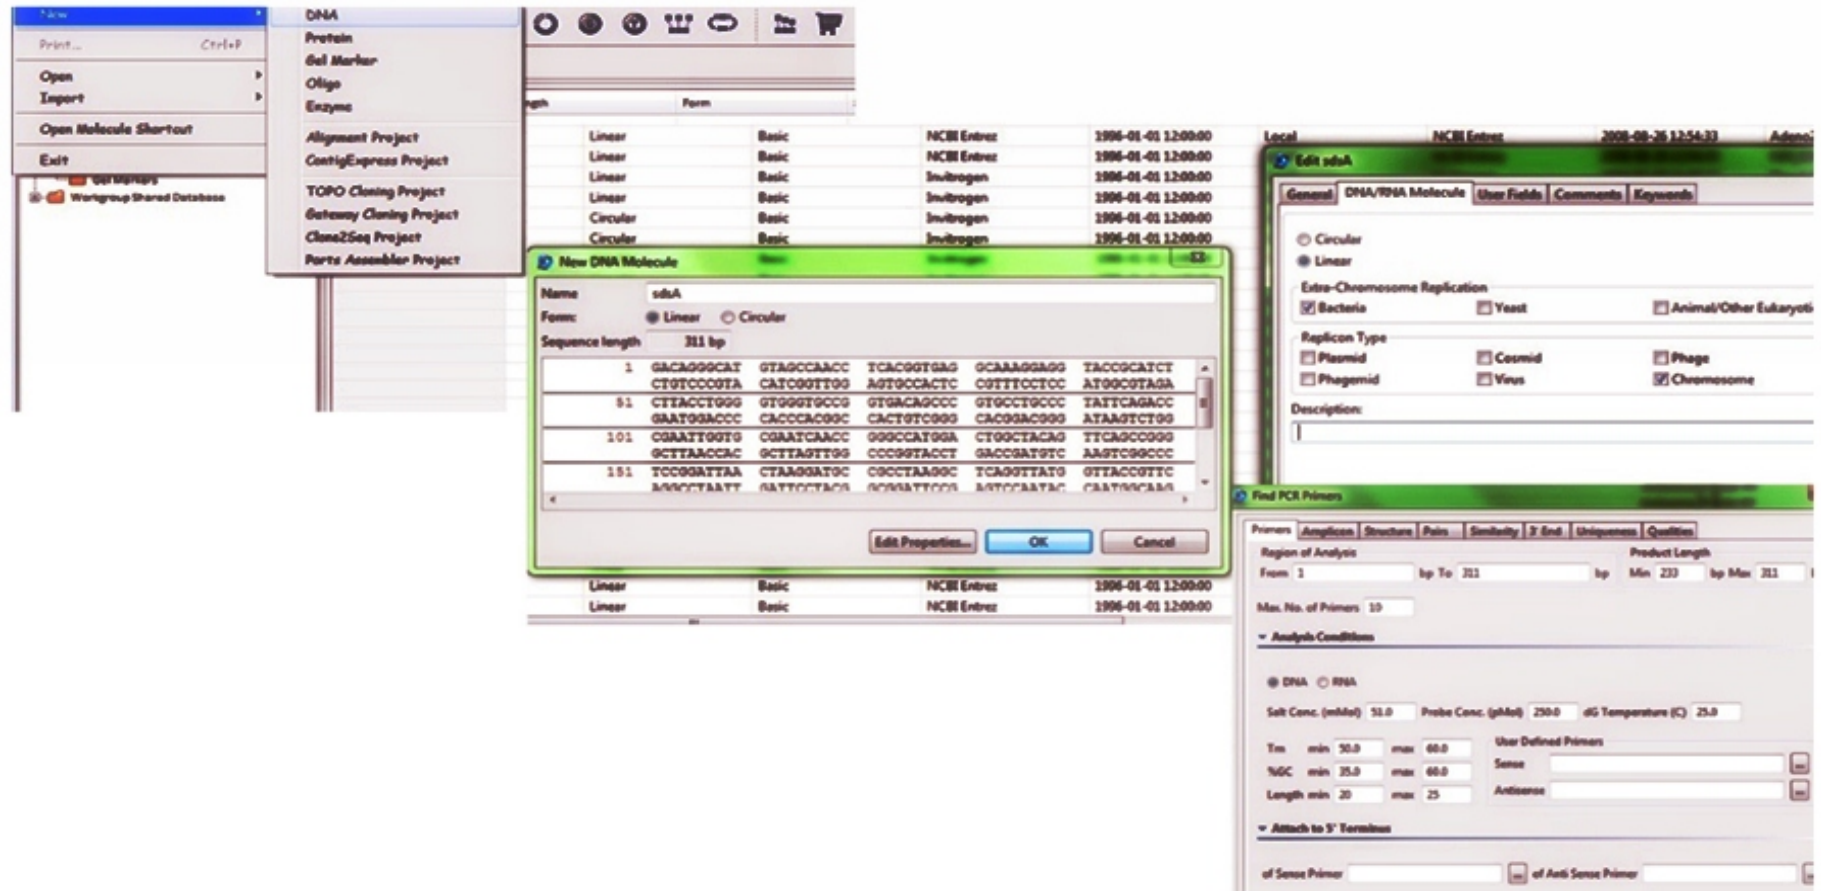 New
Print... Ctrl+P
Open
Import
Open Molecule Shortcut
Exit
Gel Markers
Workgroup Shared Database
DNA
Protein
Gel Marker
Oligo
Enzyme
Alignment Project
ContigExpress Project
TOPO Cloning Project
Gateway Cloning Project
Clone2Seq Project
Parts Assembler Project
ngth Form
Linear Basic NCBI Entrez 1996-01-01 12:00:00 Local NCBI Entrez 2008-08-26 12:54:33
Linear Basic NCBI Entrez 1996-01-01 12:00:00
Linear Basic Invitrogen 1996-01-01 12:00:00
Linear Basic Invitrogen 1996-01-01 12:00:00
Circular Basic Invitrogen 1996-01-01 12:00:00
Circular Basic Invitrogen 1996-01-01 12:00:00
New DNA Molecule
Name sdsA
Form: Linear Circular
Sequence length 311 bp
1 GACAGGGCAT GTAGCCAACC TCACGGTGAG GCAAAGGAGG TACCGCATCT
CTGTCCCGTA CATCGGTTGG AGTGCCACTC CGTTTCCTCC ATGGCGTAGA
51 CTTACCTGGG GTGGGTGCCG GTGACAGCCC GTGCCTGCCC TATTCAGACC
GAATGGACCC CACCCACGGC CACTGTCGGG CACGGACGGG ATAAGTCTGG
101 CGAATTGGTG CGAATCAACC GGGCCATGGA CTGGCTACAG TTCAGCCGGG
GCTTAACCAC GCTTAGTTGG CCCGGTACCT GACCGATGTC AAGTCGGCCC
151 TCCGGATTAA CTAAGGATGC CGCCTAAGGC TCAGGTTATG GTTACCGTTC
AGGCCTAATT GATTCCTACG GCGGATTCCG AGTCCAATAC CAATGGCAAG
Edit Properties... OK Cancel
Linear Basic NCBI Entrez 1996-01-01 12:00:00
Linear Basic NCBI Entrez 1996-01-01 12:00:00
Edit sdsA
General DNA/RNA Molecule User Fields Comments Keywords
Circular
Linear
Extra-Chromosome Replication
Bacteria Yeast Animal/Other Eukaryoti
Replicon Type
Plasmid Cosmid Phage
Phagemid Virus Chromosome
Description:
Find PCR Primers
Primers Amplicon Structure Pairs Similarity 3' End Uniqueness Qualities
Region of Analysis Product Length
From 1 bp To 311 bp Min 233 bp Max 311
Max. No. of Primers 10
Analysis Conditions
DNA RNA
Salt Conc. (mMol) 51.0 Probe Conc. (pMol) 250.0 dG Temperature (C) 25.0
Tm min 50.0 max 60.0 User Defined Primers
%GC min 35.0 max 60.0 Sense
Length min 20 max 25 Antisense
Attach to 5' Terminus
of Sense Primer of Anti Sense Primer